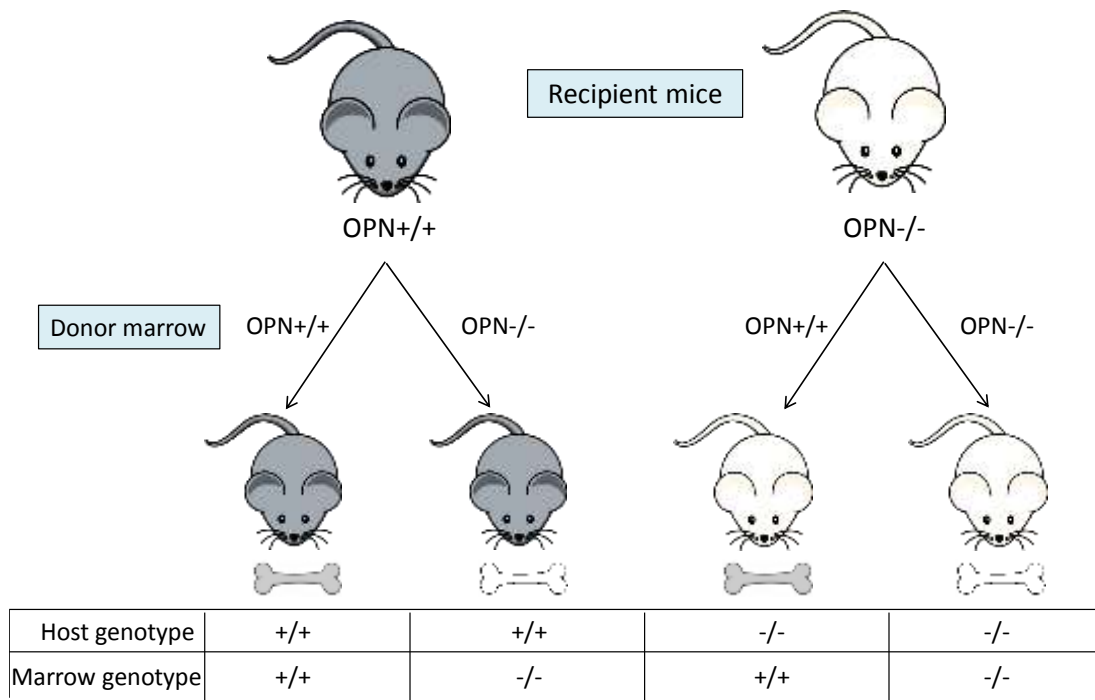 Recipient mice
OPN+/+
OPN-/-
Donor marrow
OPN+/+
OPN-/-
OPN+/+
OPN-/-
Host genotype +/+ +/+ -/- -/-
Marrow genotype +/+ -/- +/+ -/-